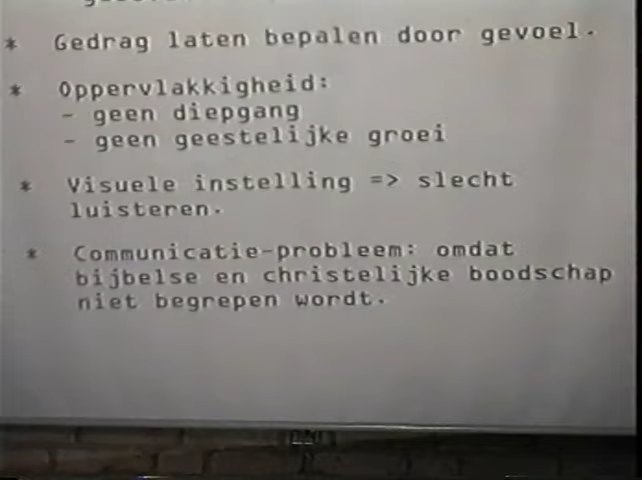 * Gedrag laten bepalen door gevoel.
* Oppervlakkigheid:
- geen diepgang
- geen geestelijke groei
* Visuele instelling => slecht
luisteren.
* Communicatie-probleem: omdat
bijbelse en christelijke boodschap
niet begrepen wordt.